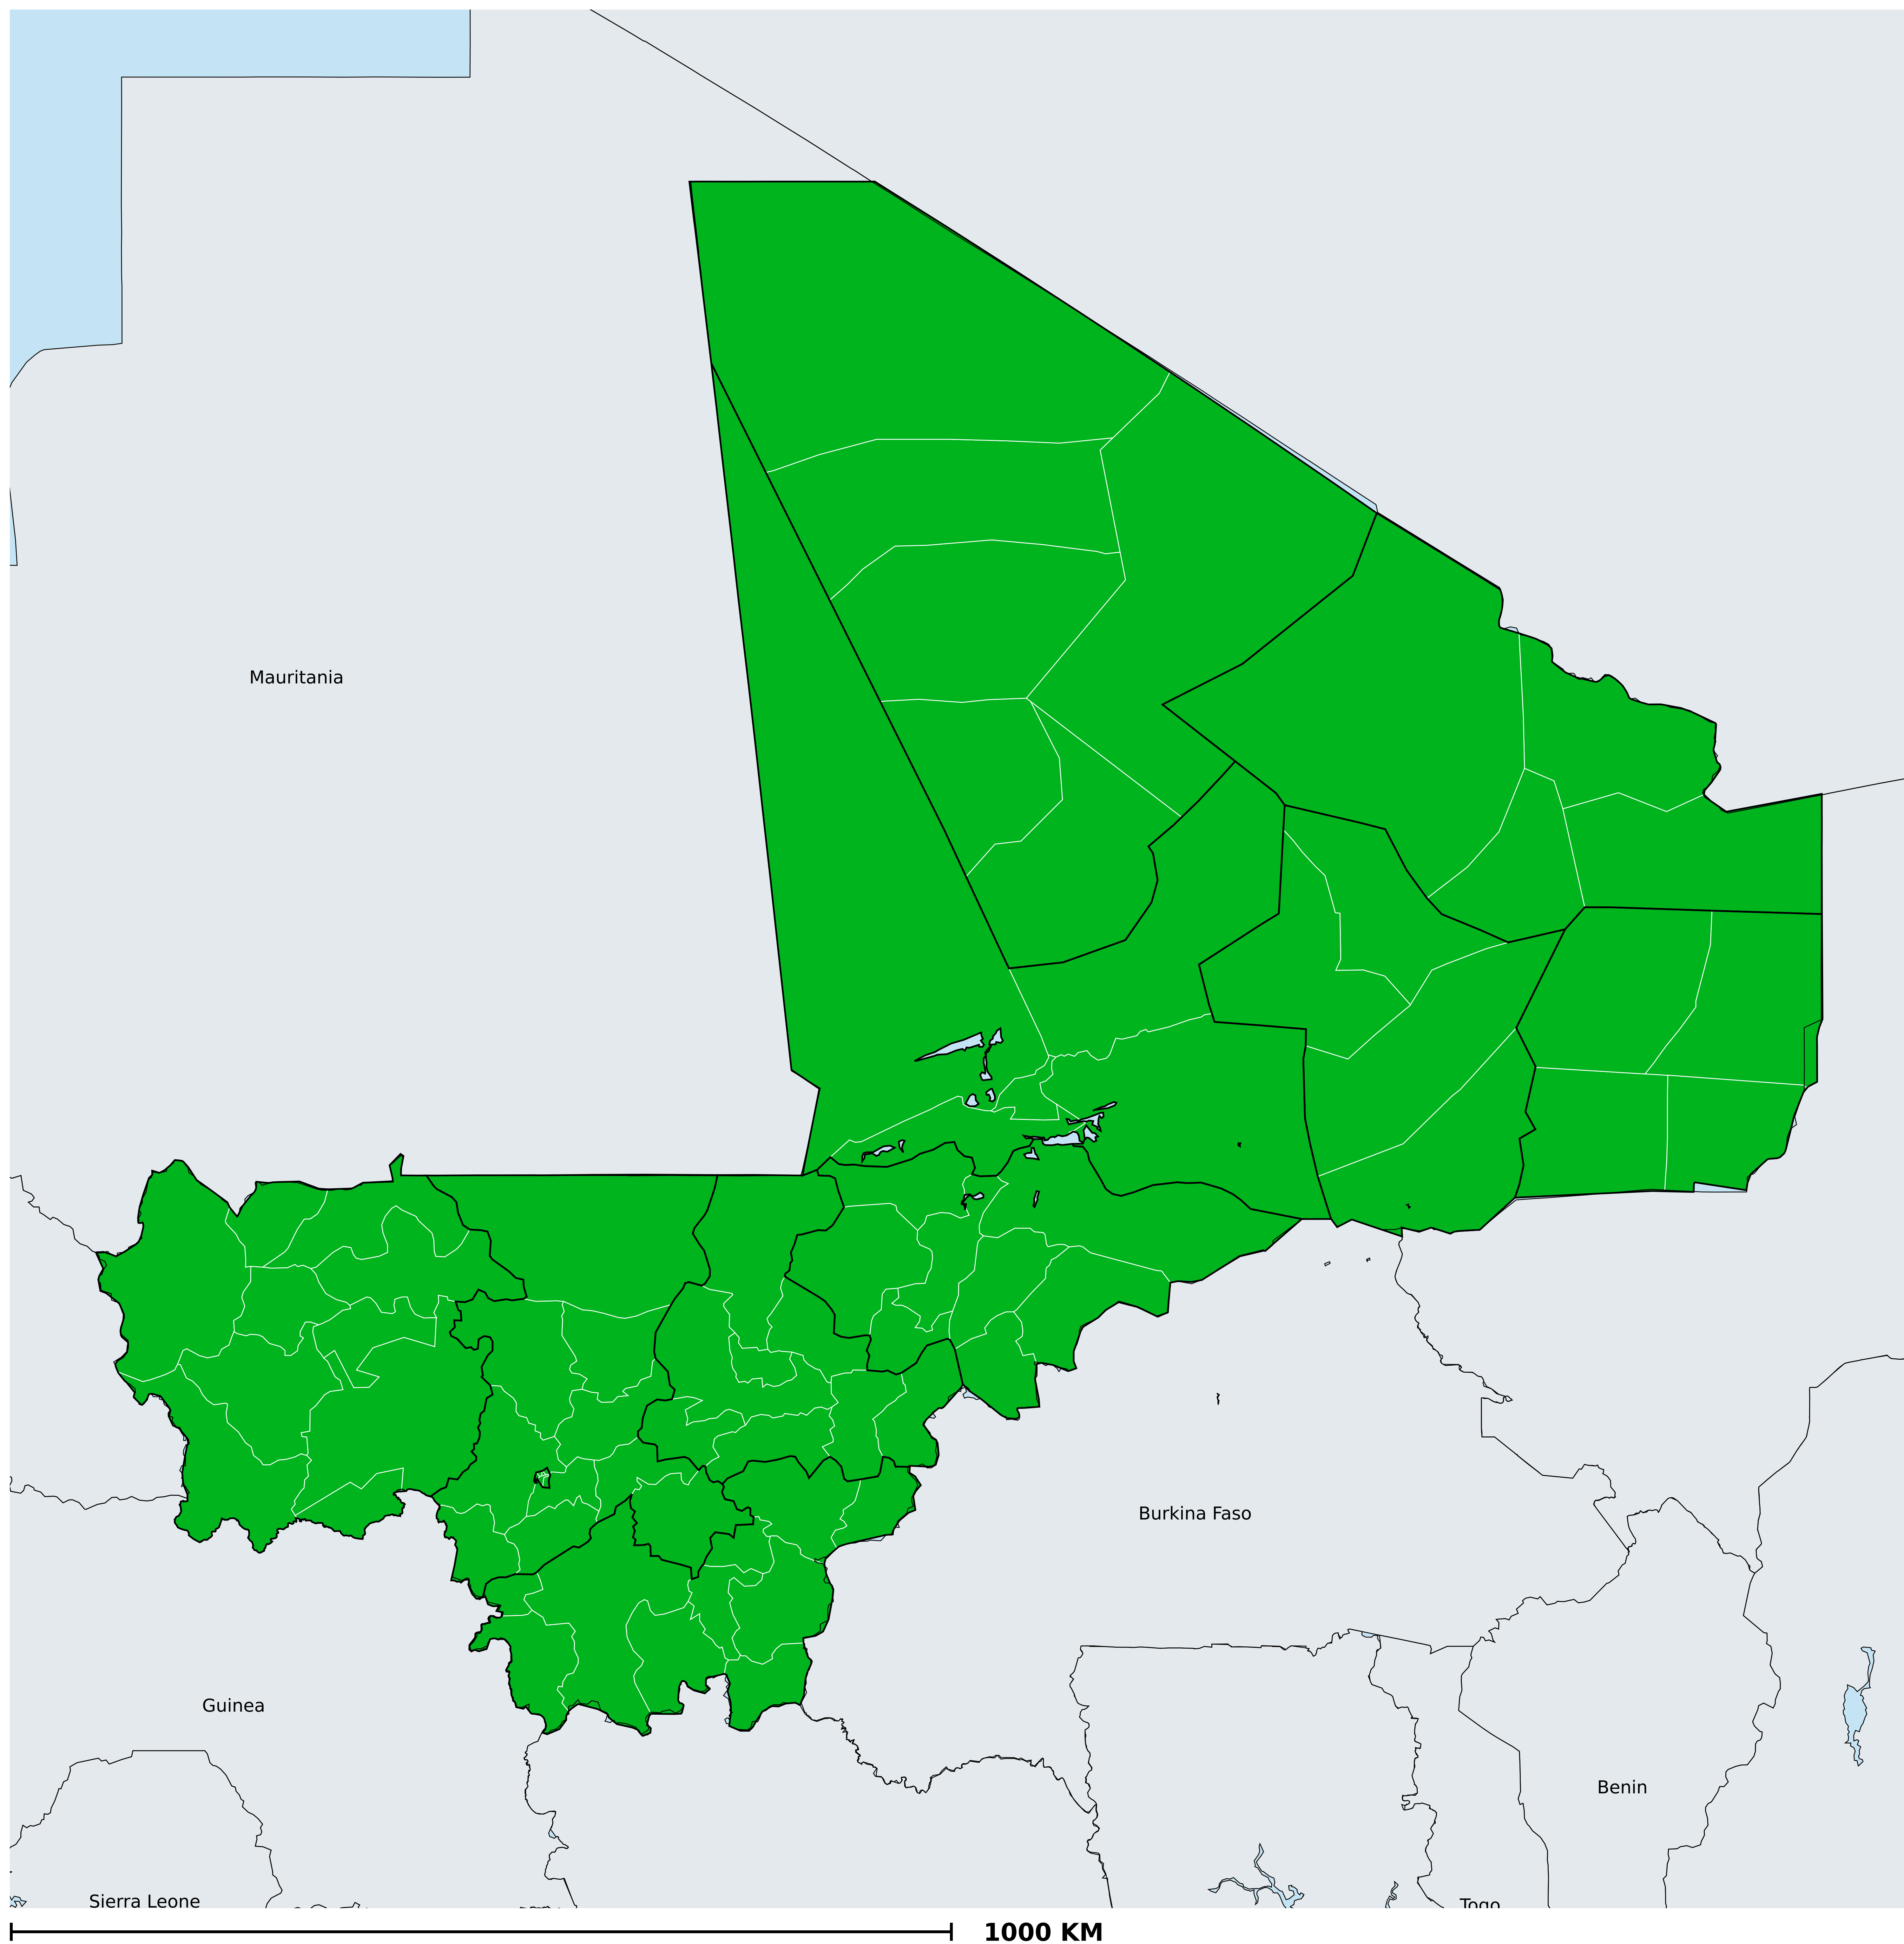 Mauritania
Burkina Faso
Guinea
Benin
Sierra Leone
Togo
1000 KM